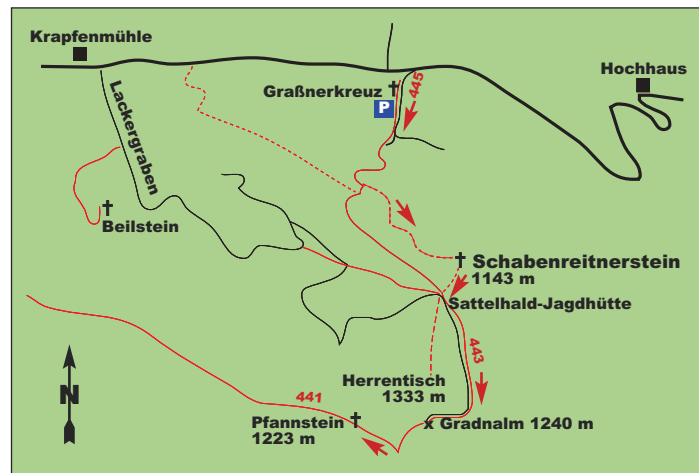 Krapfenmühle
Hochhaus
Graßnerkreuz
445
P
Lackergraben
Beilstein
Schabenreitnerstein
1143 m
Sattelhald-Jagdhütte
443
Herrentisch
1333 m
N
441
Pfannstein
1223 m
x Gradnalm 1240 m